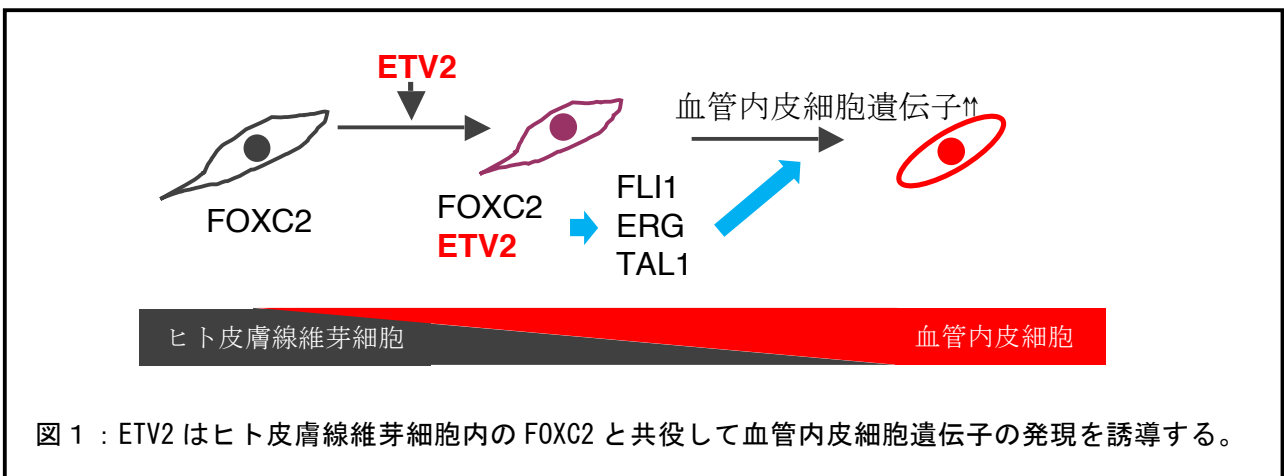 ETV2
血管内皮細胞遺伝子⇈
FOXC2
FOXC2
ETV2
FLI1
ERG
TAL1
ヒト皮膚線維芽細胞
血管内皮細胞
図１：ETV2 はヒト皮膚線維芽細胞内の FOXC2 と共役して血管内皮細胞遺伝子の発現を誘導する。